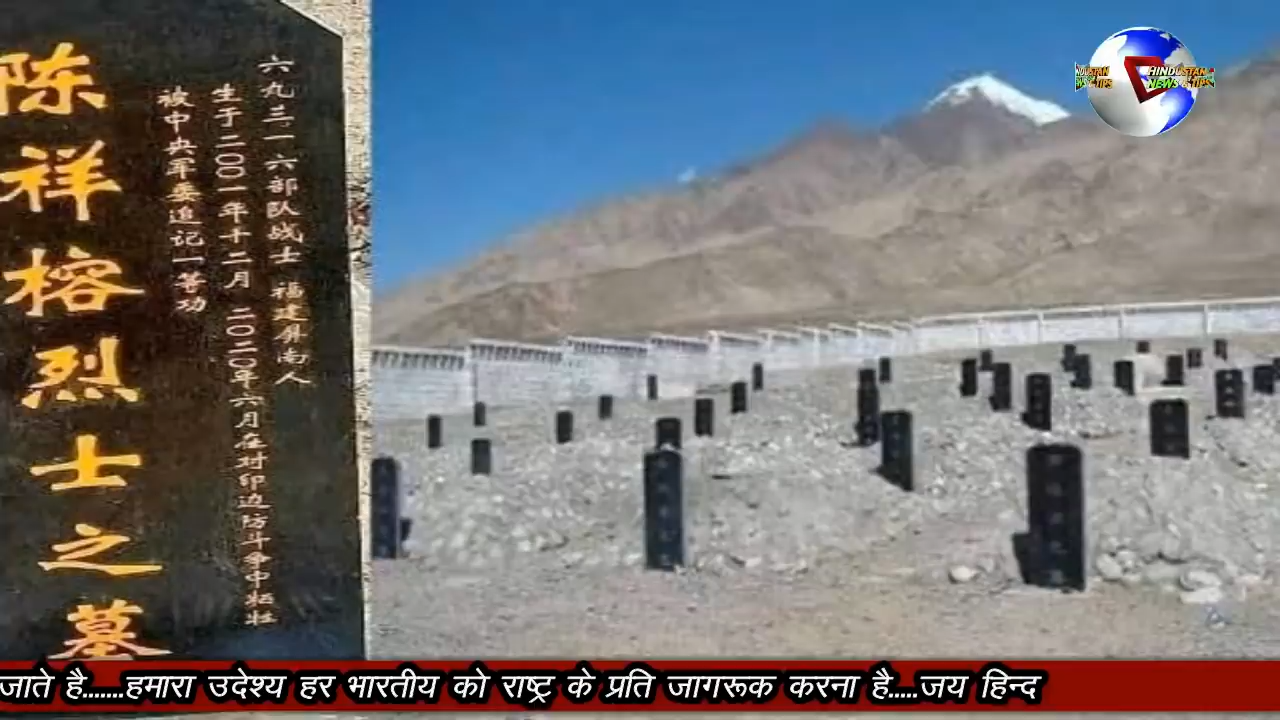 陈祥榕烈士之墓
六九三一六部队战士 福建屏南人
生于二〇〇一年十二月 二〇二〇年六月在对印边防斗争中牺牲
被中央军委追记一等功
HINDUSTAN
NEWS & TIPS
जाते है.......हमारा उदेश्य हर भारतीय को राष्ट्र के प्रति जागरूक करना है.....जय हिन्द